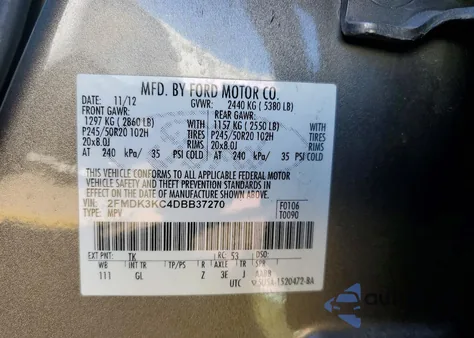 MFD. BY FORD MOTOR CO.
DATE: 11/12 GVWR: 2440 KG ( 5380 LB)
FRONT GAWR: REAR GAWR:
1297 KG ( 2860 LB) 1157 KG ( 2550 LB)
P245/50R20 102H TIRES P245/50R20 102H TIRES
20x8.0J RIMS 20x8.0J RIMS
AT 240 kPa/ 35 PSI COLD AT 240 kPa/ 35 PSI COLD
THIS VEHICLE CONFORMS TO ALL APPLICABLE FEDERAL MOTOR
VEHICLE SAFETY AND THEFT PREVENTION STANDARDS IN EFFECT
ON THE DATE OF MANUFACTURE SHOWN ABOVE.
VIN: 2FMDK3KC4DBB37270 F0106
TYPE: MPV T0090
EXT PNT: TK RC: 53 DSO:
WB INT TR TP/PS R AXLE TR SPR
111 GL Z 3E J
UTC